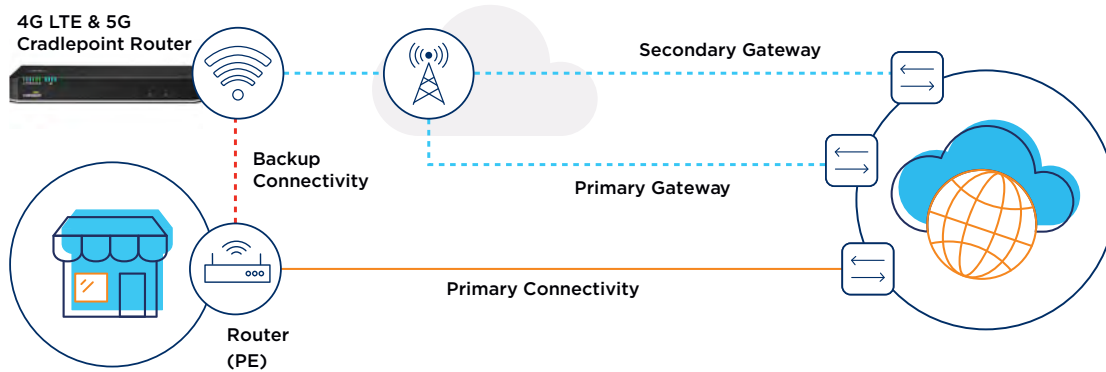 4G LTE & 5G
Cradlepoint Router
Secondary Gateway
Backup
Connectivity
Primary Gateway
Primary Connectivity
Router
(PE)